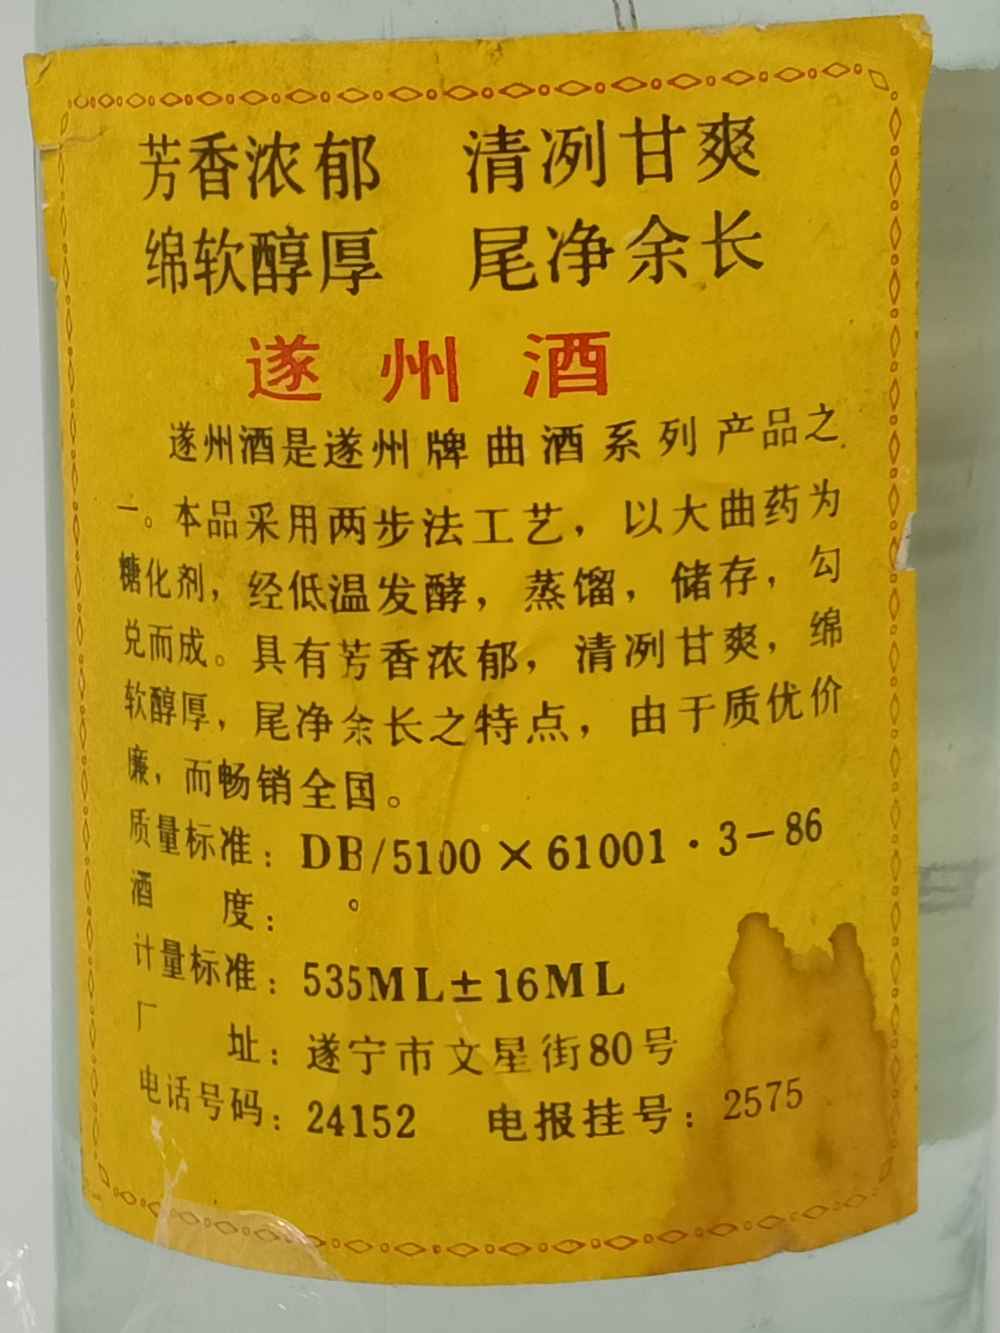 芳香浓郁 清冽甘爽
绵软醇厚 尾净余长
遂州酒
遂州酒是遂州牌曲酒系列产品之
一。本品采用两步法工艺，以大曲药为
糖化剂，经低温发酵，蒸馏，储存，勾
兑而成。具有芳香浓郁，清冽甘爽，绵
软醇厚，尾净余长之特点，由于质优价
廉，而畅销全国。
质量标准：DB/5100×61001·3－86
酒 度： °
计量标准：535ML±16ML
厂 址：遂宁市文星街80号
电话号码：24152 电报挂号：2575